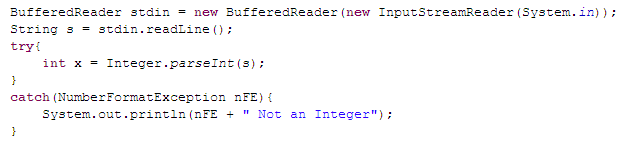 BufferedReader stdin = new BufferedReader(new InputStreamReader(System.in));
String s = stdin.readLine();
try{
    int x = Integer.parseInt(s);
}
catch(NumberFormatException nFE){
    System.out.println(nFE + " Not an Integer");
}